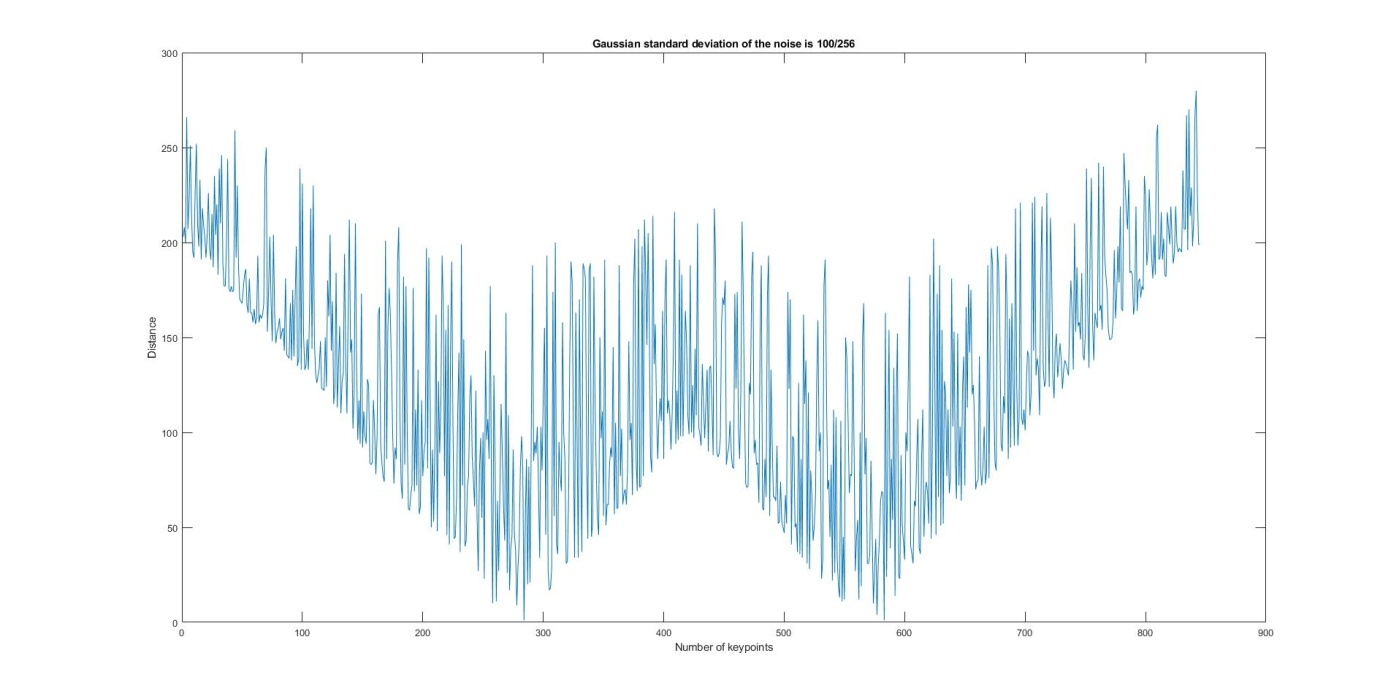 Gaussian standard deviation of the noise is 100/256
300
250
200
150
100
50
0
Distance
0 100 200 300 400 500 600 700 800 900
Number of keypoints